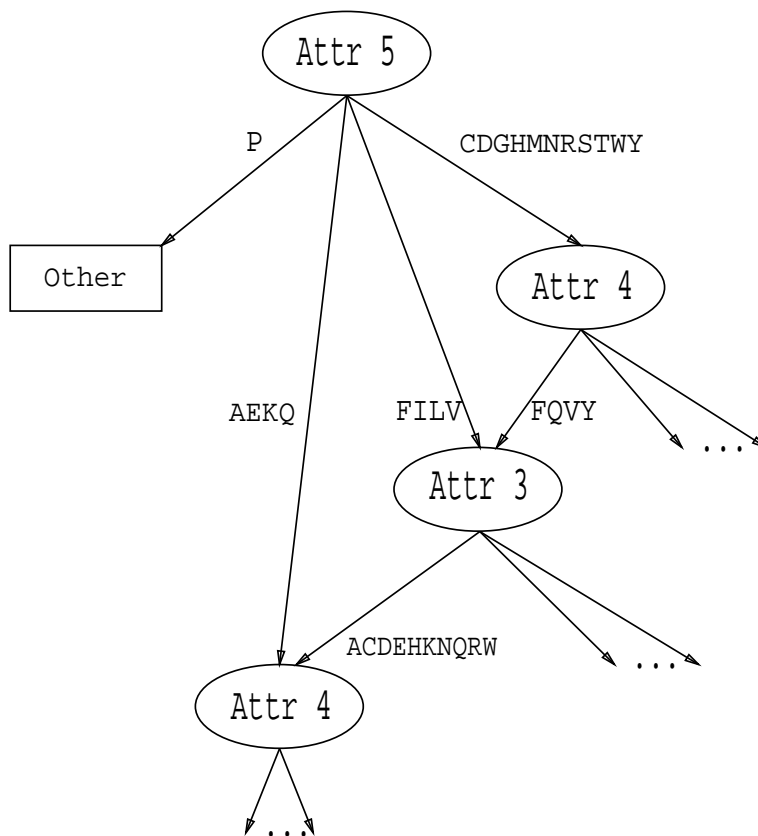 Attr 5
P
CDGHMNRSTWY
Other
Attr 4
AEKQ
FILV
FQVY
...
Attr 3
ACDEHKNQRW
...
Attr 4
...